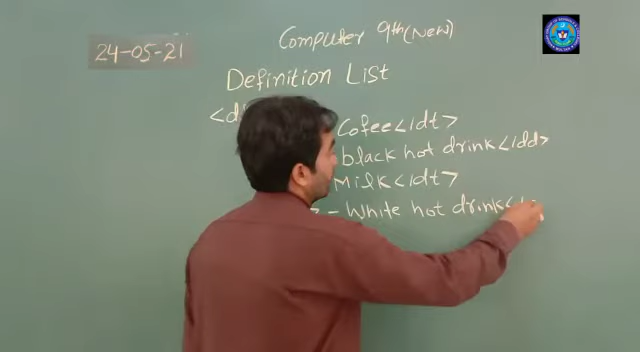 Computer 9th (New)
24-05-21
Definition List
<d
Cofee</dt>
black hot drink</dd>
Milk</dt>
> - White hot drink</